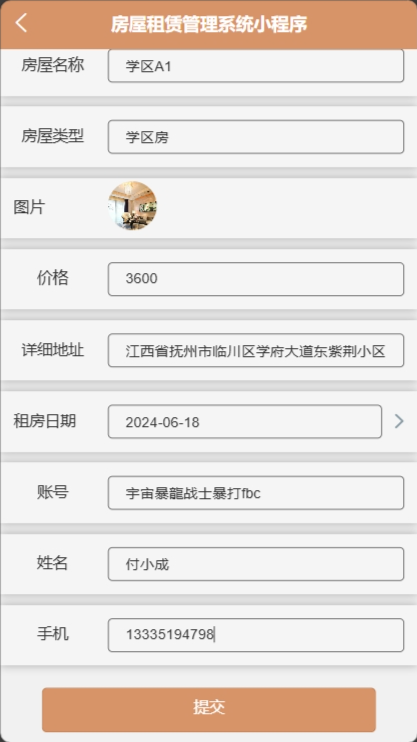 房屋租赁管理系统小程序
房屋名称 学区A1
房屋类型 学区房
图片
价格 3600
详细地址 江西省抚州市临川区学府大道东紫荆小区
租房日期 2024-06-18
账号 宇宙暴龍战士暴打fbc
姓名 付小成
手机 13335194798
提交